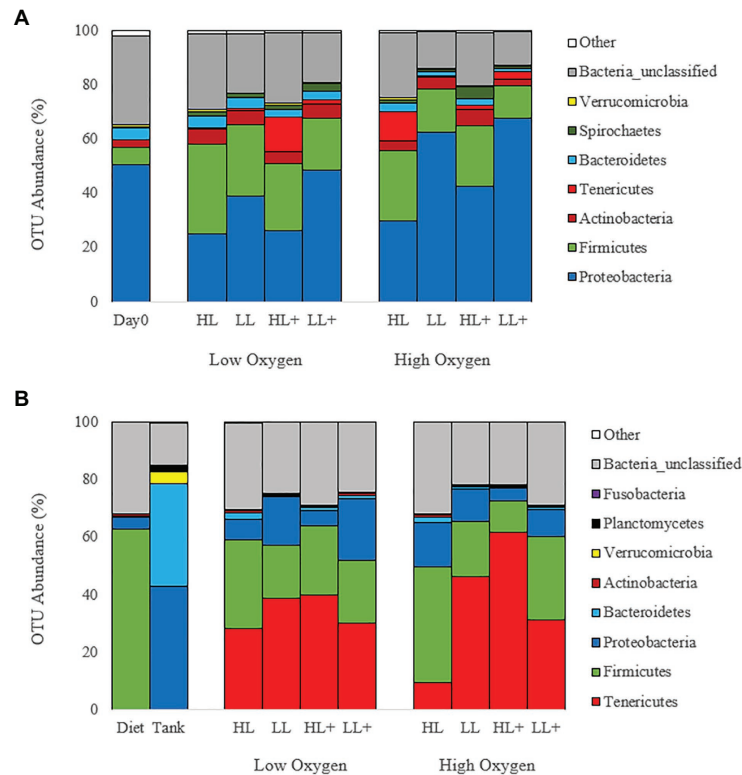 A
OTU Abundance (%)
100
80
60
40
20
0
Day0
HL LL HL+ LL+
HL LL HL+ LL+
Low Oxygen
High Oxygen
Other
Bacteria_unclassified
Verrucomicrobia
Spirochaetes
Bacteroidetes
Tenericutes
Actinobacteria
Firmicutes
Proteobacteria
B
OTU Abundance (%)
100
80
60
40
20
0
Diet Tank
HL LL HL+ LL+
HL LL HL+ LL+
Low Oxygen
High Oxygen
Other
Bacteria_unclassified
Fusobacteria
Planctomycetes
Verrucomicrobia
Actinobacteria
Bacteroidetes
Proteobacteria
Firmicutes
Tenericutes